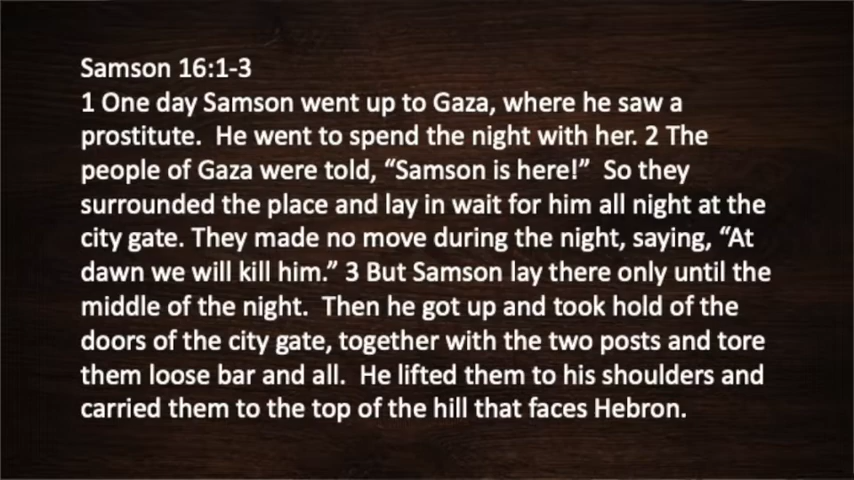 Samson 16:1-3
1 One day Samson went up to Gaza, where he saw a
prostitute.  He went to spend the night with her. 2 The
people of Gaza were told, “Samson is here!”  So they
surrounded the place and lay in wait for him all night at the
city gate. They made no move during the night, saying, “At
dawn we will kill him.” 3 But Samson lay there only until the
middle of the night.  Then he got up and took hold of the
doors of the city gate, together with the two posts and tore
them loose bar and all.  He lifted them to his shoulders and
carried them to the top of the hill that faces Hebron.